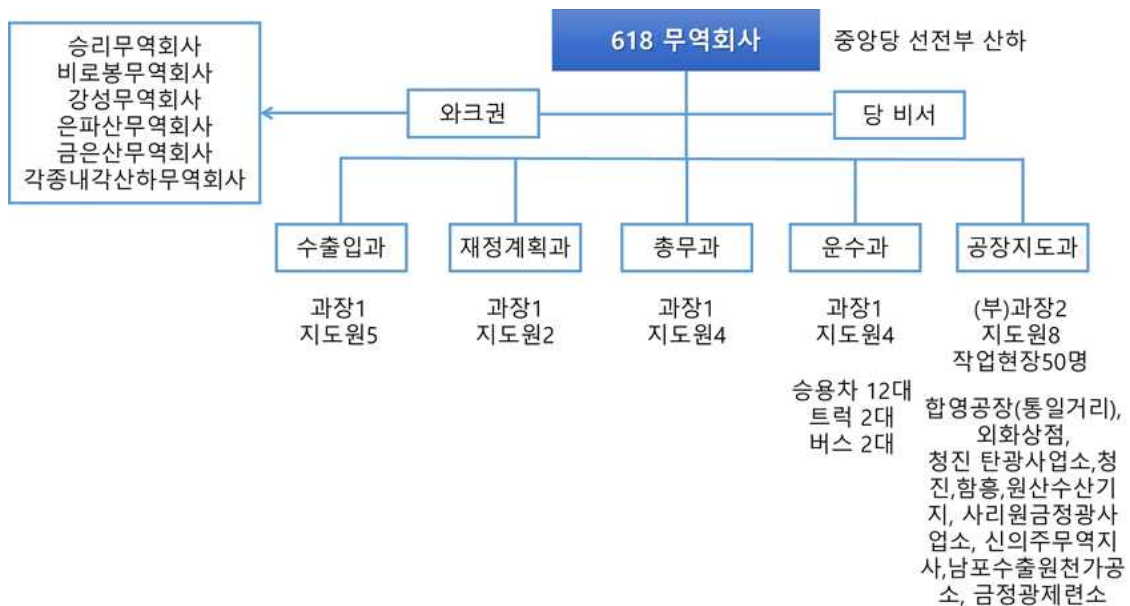 618 무역회사
중앙당 선전부 산하
승리무역회사
비로봉무역회사
강성무역회사
은파산무역회사
금은산무역회사
각종내각산하무역회사
와크권
당 비서
수출입과
재정계획과
총무과
운수과
공장지도과
과장1
지도원5
과장1
지도원2
과장1
지도원4
과장1
지도원4
승용차 12대
트럭 2대
버스 2대
(부)과장2
지도원8
작업현장50명
합영공장(통일거리),
외화상점,
청진 탄광사업소,청
진,함흥,원산수산기
지, 사리원금정광사
업소, 신의주무역지
사,남포수출원천가공
소, 금정광제련소